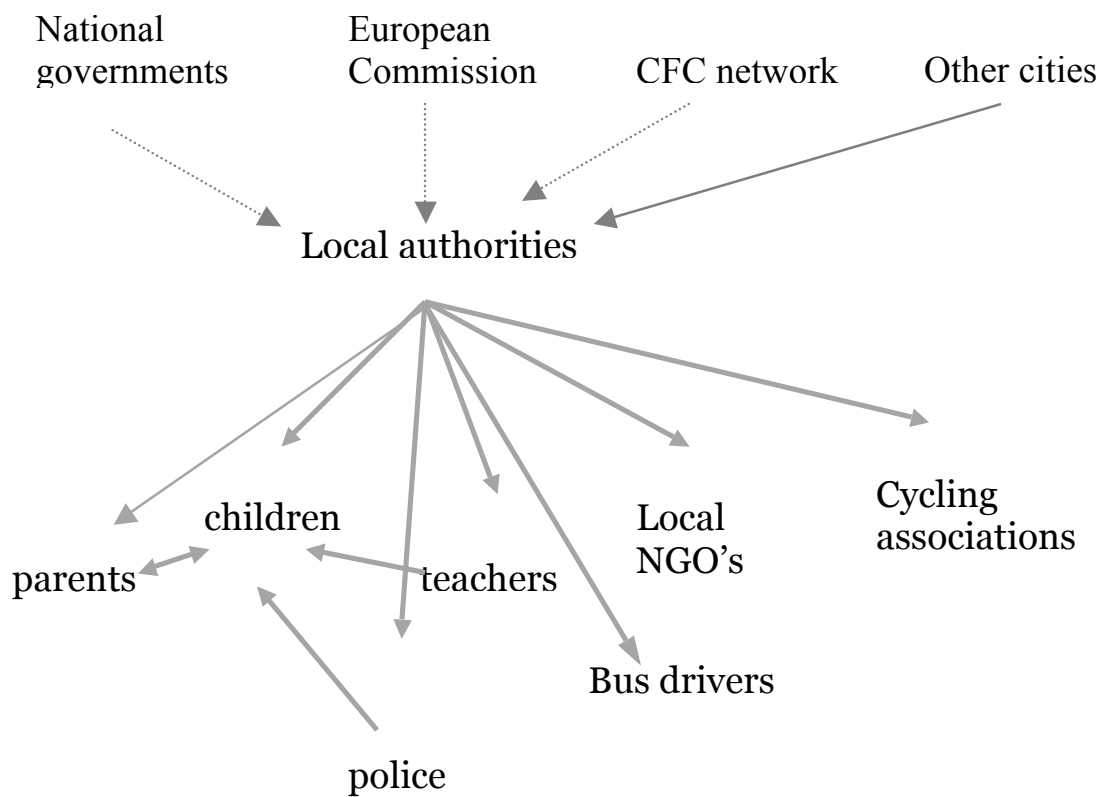 National
governments
European
Commission
CFC network
Other cities
Local authorities
children
parents
teachers
Local
NGO’s
Cycling
associations
Bus drivers
police